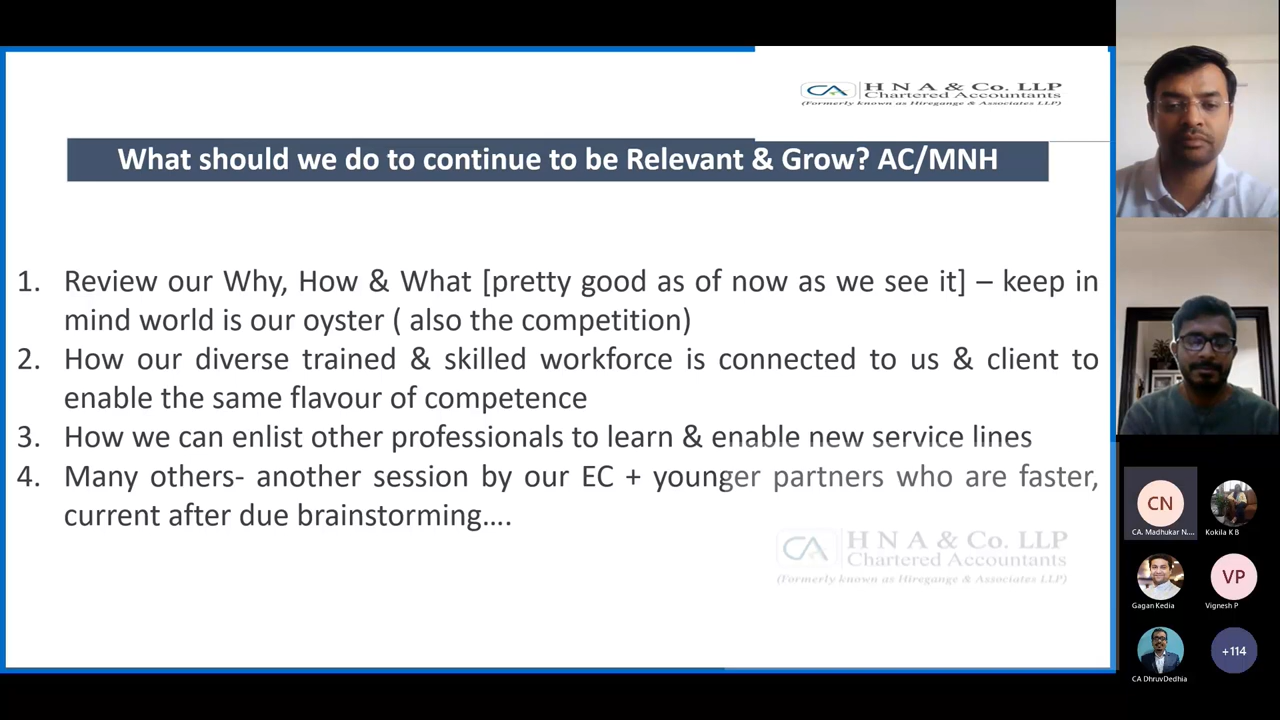 CA H N A & Co. LLP
Chartered Accountants
(Formerly known as Hiregange & Associates LLP)
What should we do to continue to be Relevant & Grow? AC/MNH
1. Review our Why, How & What [pretty good as of now as we see it] – keep in
mind world is our oyster ( also the competition)
2. How our diverse trained & skilled workforce is connected to us & client to
enable the same flavour of competence
3. How we can enlist other professionals to learn & enable new service lines
4. Many others- another session by our EC + younger partners who are faster,
current after due brainstorming....
CA H N A & Co. LLP
Chartered Accountants
(Formerly known as Hiregange & Associates LLP)
CN
CA. Madhukar N....
Kokila K B
Gagan Kedia
VP
Vignesh P
CA DhruvDedhia
+114